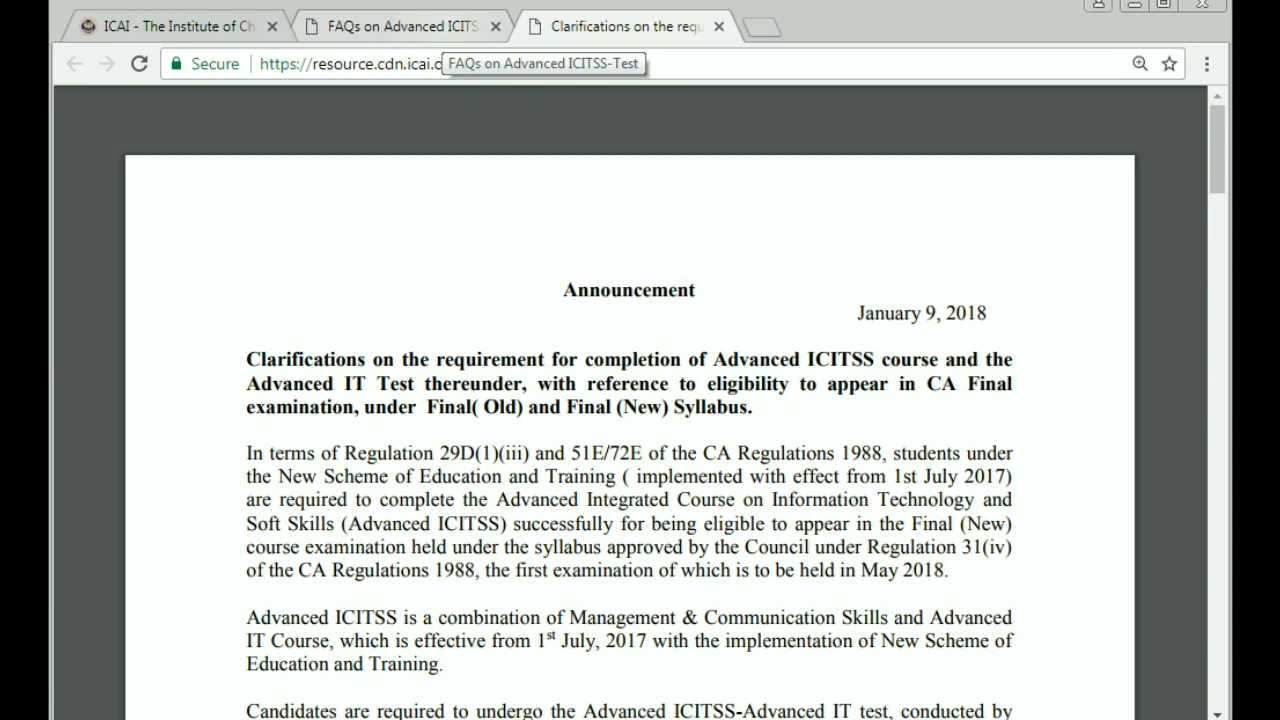 ICAI - The Institute of Ch
FAQs on Advanced ICITS
Clarifications on the requ
Secure
https://resource.cdn.icai.o
FAQs on Advanced ICITSS-Test
Announcement
January 9, 2018
Clarifications on the requirement for completion of Advanced ICITSS course and the
Advanced IT Test thereunder, with reference to eligibility to appear in CA Final
examination, under Final( Old) and Final (New) Syllabus.
In terms of Regulation 29D(1)(iii) and 51E/72E of the CA Regulations 1988, students under
the New Scheme of Education and Training ( implemented with effect from 1st July 2017)
are required to complete the Advanced Integrated Course on Information Technology and
Soft Skills (Advanced ICITSS) successfully for being eligible to appear in the Final (New)
course examination held under the syllabus approved by the Council under Regulation 31(iv)
of the CA Regulations 1988, the first examination of which is to be held in May 2018.
Advanced ICITSS is a combination of Management & Communication Skills and Advanced
IT Course, which is effective from 1st July, 2017 with the implementation of New Scheme of
Education and Training.
Candidates are required to undergo the Advanced ICITSS-Advanced IT test, conducted by